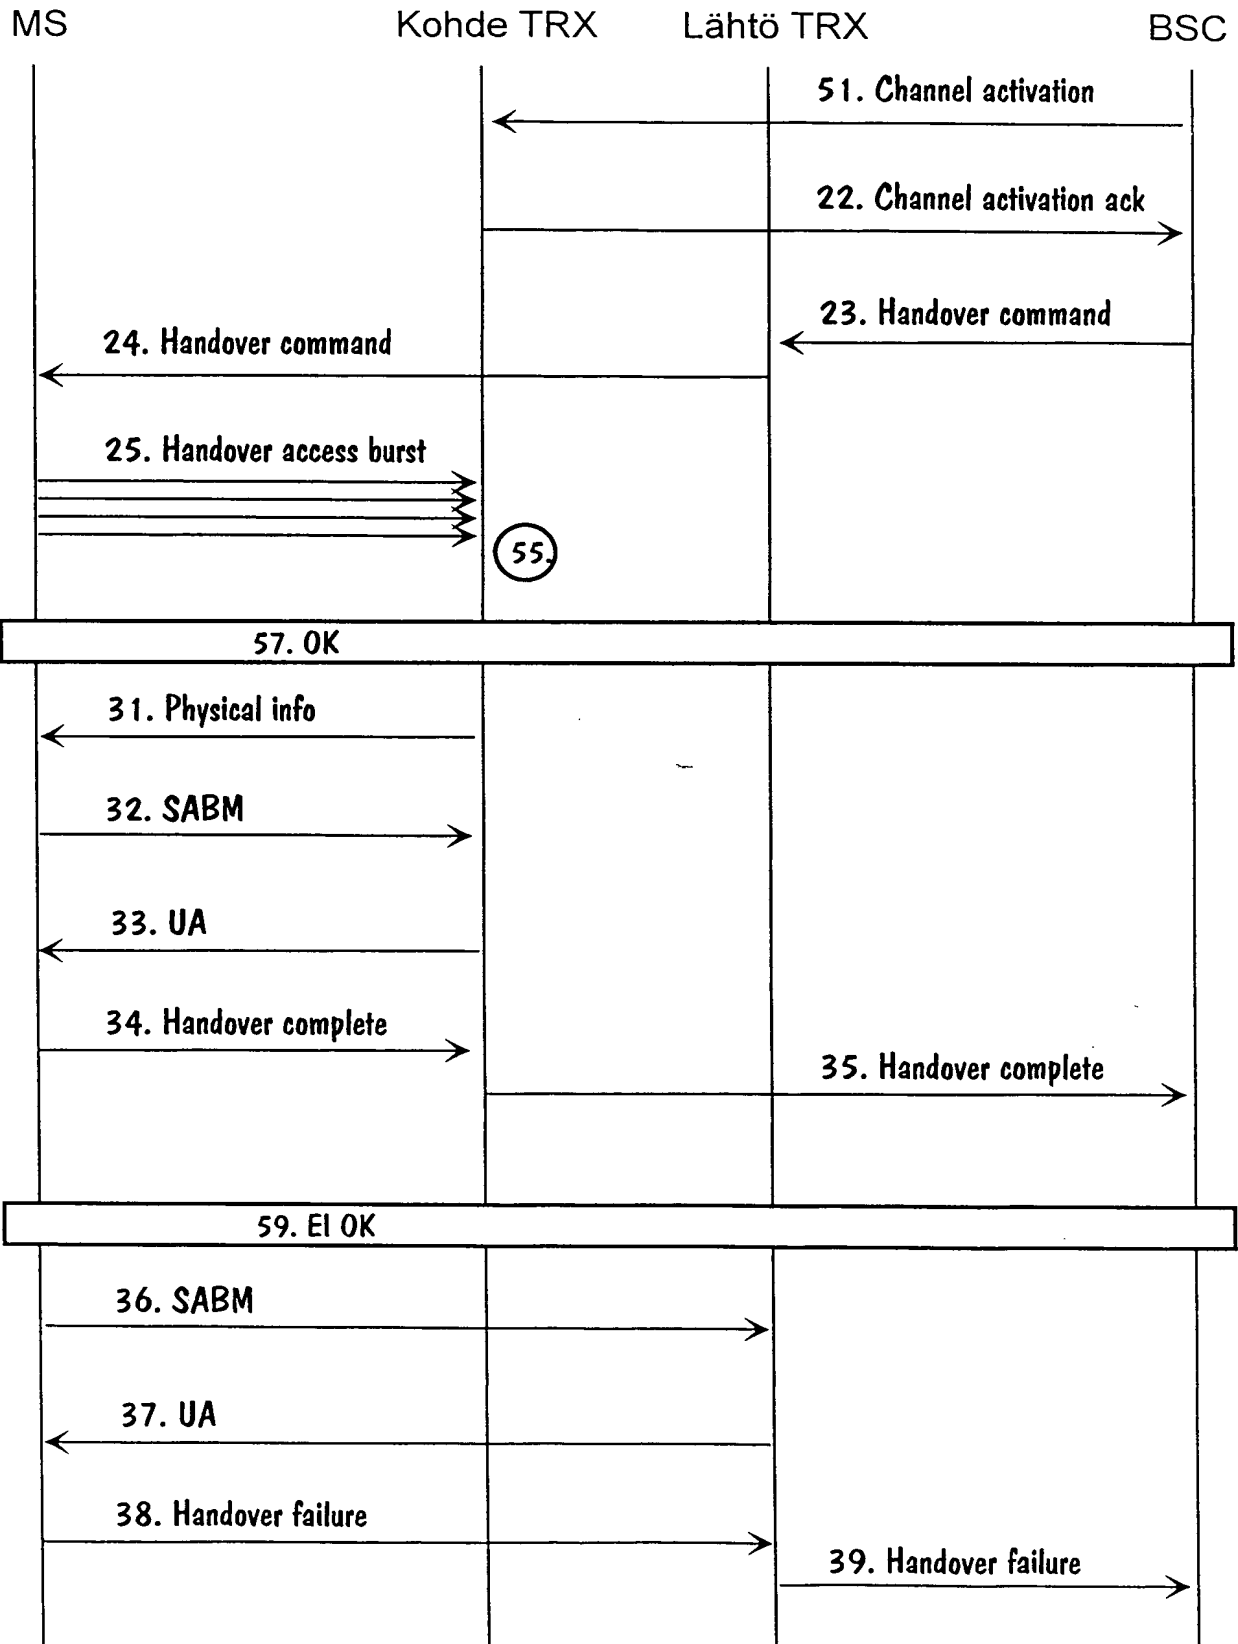 MS Kohde TRX Lähtö TRX BSC
51. Channel activation
22. Channel activation ack
23. Handover command
24. Handover command
25. Handover access burst
55.
57. OK
31. Physical info
32. SABM
33. UA
34. Handover complete
35. Handover complete
59. EI OK
36. SABM
37. UA
38. Handover failure
39. Handover failure